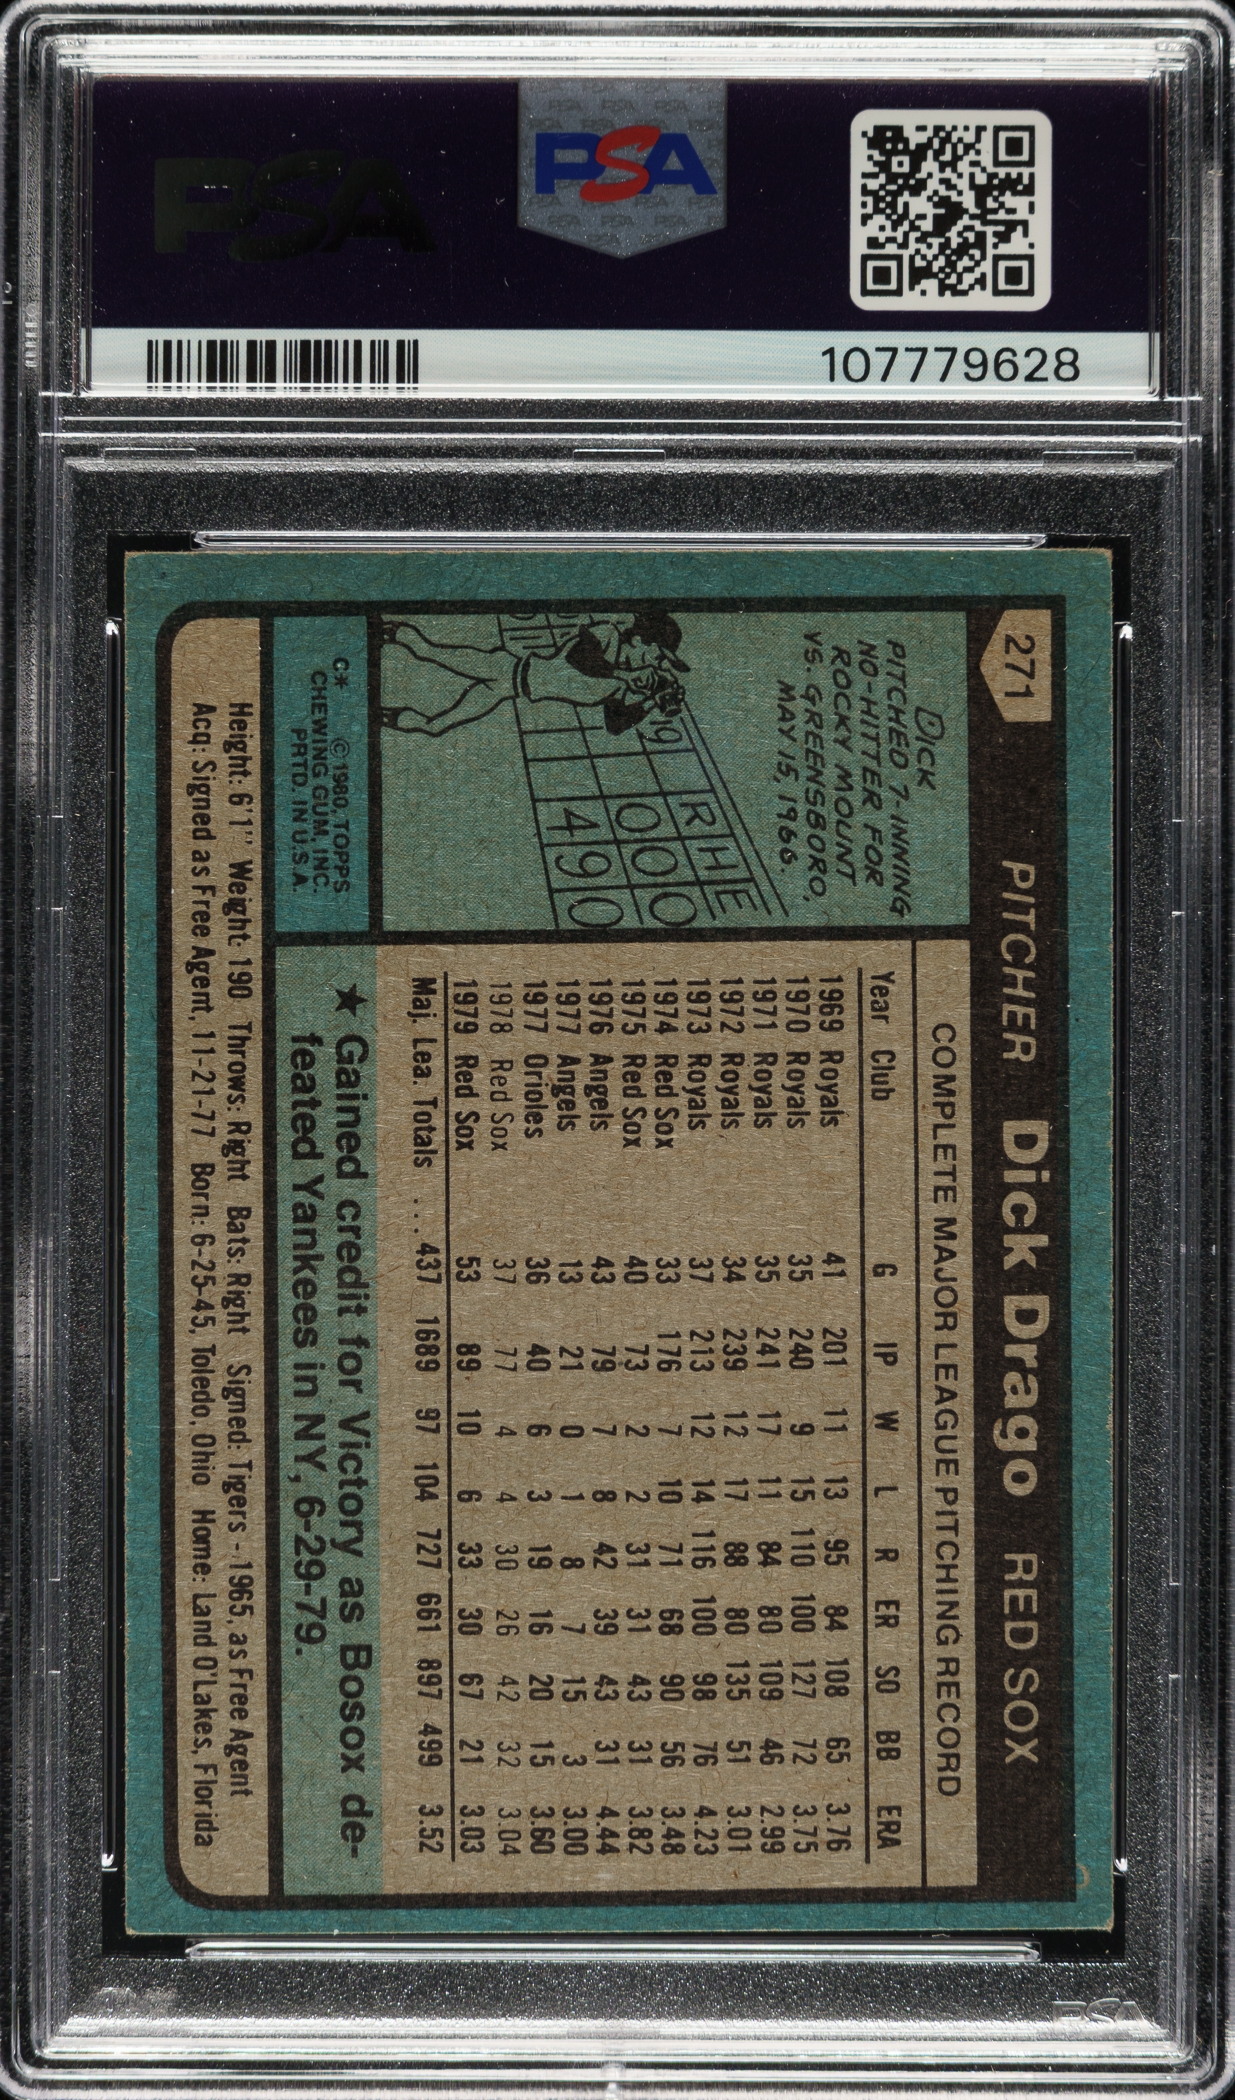 PSA
PSA
107779628
271
PITCHER Dick Drago RED SOX
Dick
PITCHED 7-INNING
NO-HITTER FOR
ROCKY MOUNT
VS. GREENSBORO,
MAY 15, 1966.
R H E
19 0 0 0
4 9 0
C* © 1980, TOPPS
CHEWING GUM, INC.
PRTD. IN U.S.A.
COMPLETE MAJOR LEAGUE PITCHING RECORD
Year Club G IP W L R ER SO BB ERA
1969 Royals 41 201 11 13 95 84 108 65 3.76
1970 Royals 35 240 9 15 110 100 127 72 3.75
1971 Royals 35 241 17 11 84 80 109 46 2.99
1972 Royals 34 239 12 17 88 80 135 51 3.01
1973 Royals 37 213 12 14 116 100 98 76 4.23
1974 Red Sox 33 176 7 10 71 68 90 56 3.48
1975 Red Sox 40 73 2 2 31 31 43 31 3.82
1976 Angels 43 79 7 8 42 39 43 31 4.44
1977 Angels 13 21 0 1 8 7 15 3 3.00
1977 Orioles 36 40 6 3 19 16 20 15 3.60
1978 Red Sox 37 77 4 4 30 26 42 32 3.04
1979 Red Sox 53 89 10 6 33 30 67 21 3.03
Maj. Lea. Totals ... 437 1689 97 104 727 661 897 499 3.52
★ Gained credit for Victory as Bosox de-
feated Yankees in NY, 6-29-79.
Height: 6'1" Weight: 190 Throws: Right Bats: Right Signed: Tigers - 1965, as Free Agent
Acq: Signed as Free Agent, 11-21-77 Born: 6-25-45, Toledo, Ohio Home: Land O'Lakes, Florida
PSA